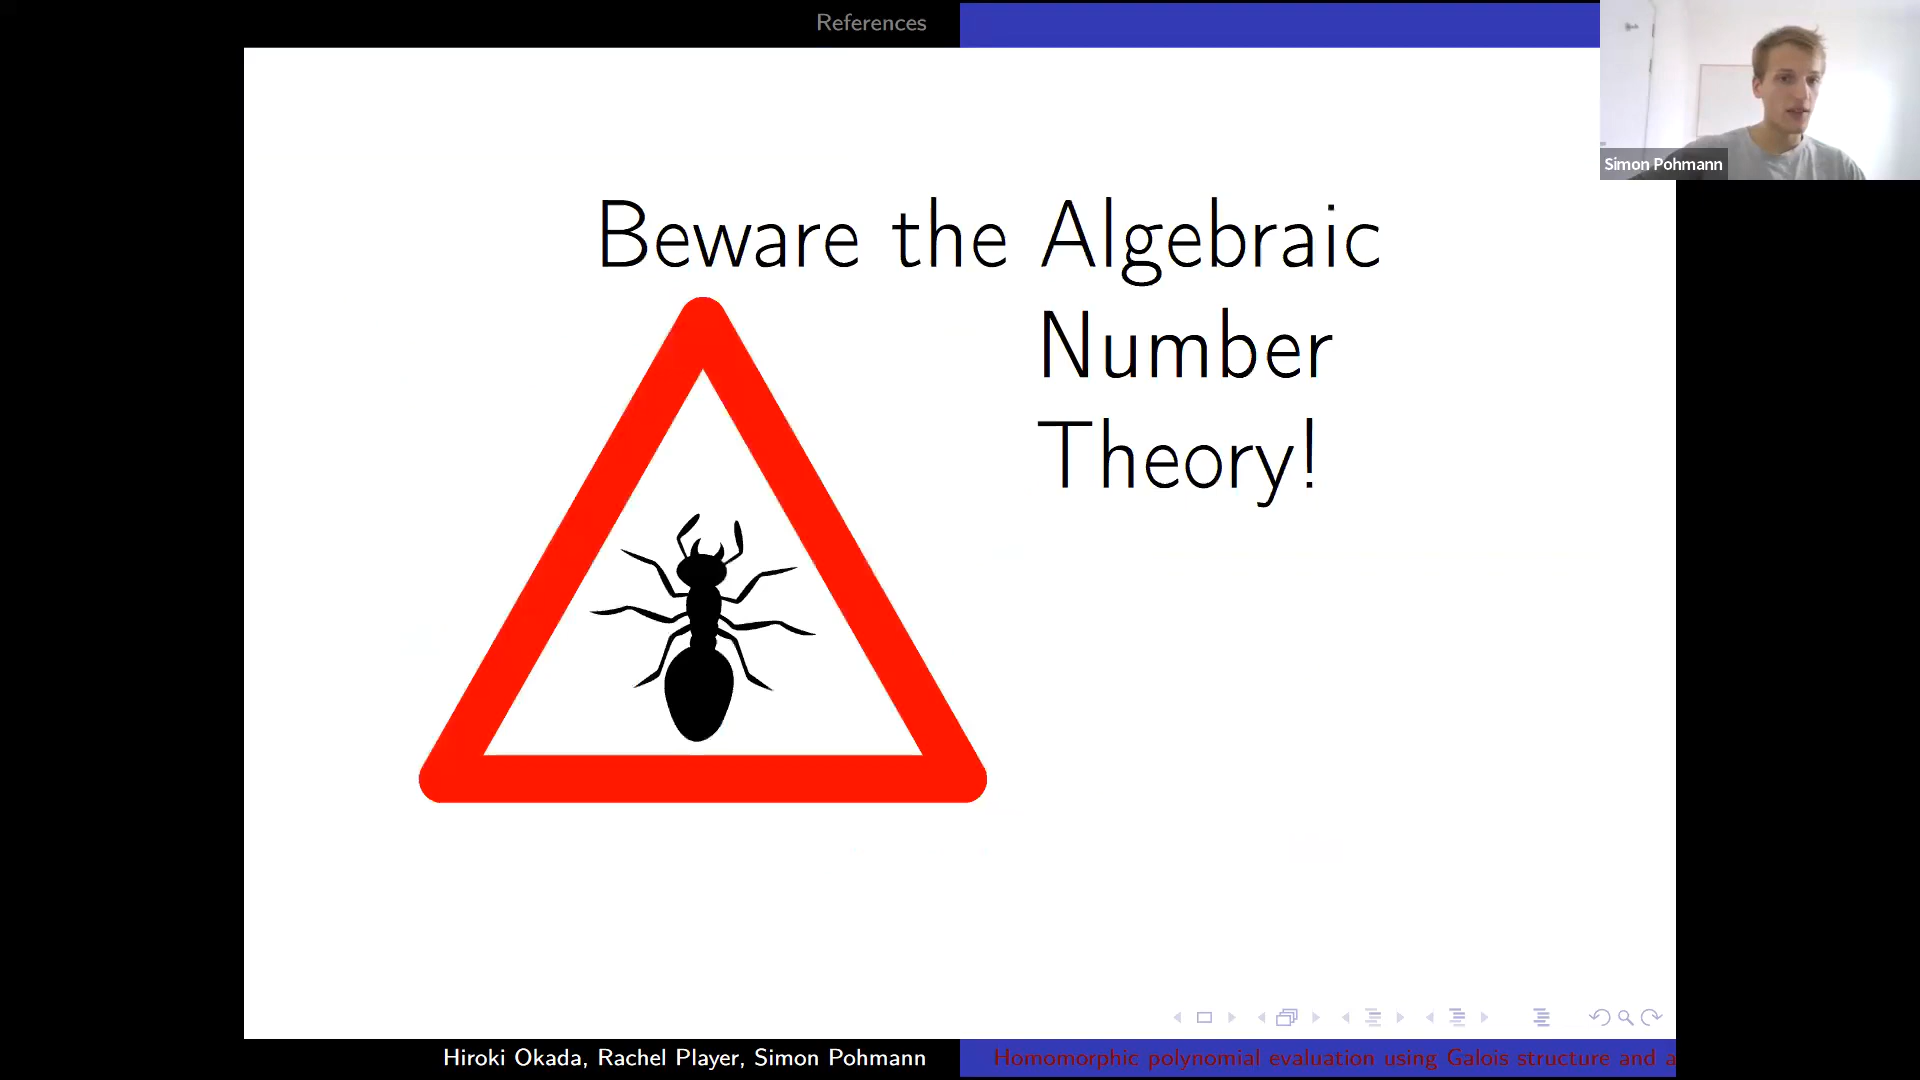 References
Simon Pohmann
Beware the Algebraic
Number
Theory!
Hiroki Okada, Rachel Player, Simon Pohmann
Homomorphic polynomial evaluation using Galois structure and a